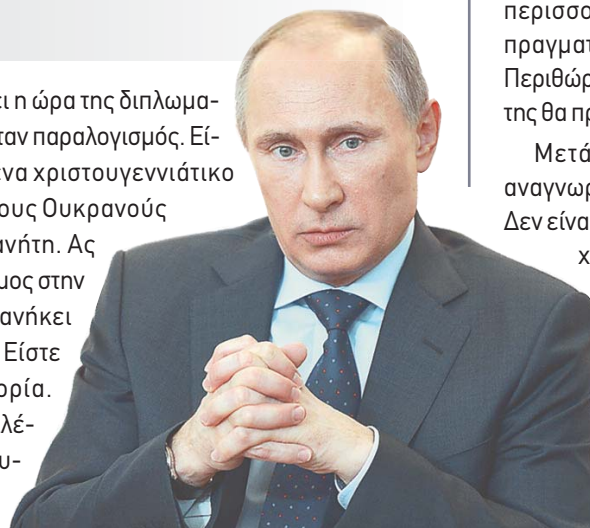 ει η ώρα της διπλωμα-
ταν παραλογισμός. Εί-
ένα χριστουγεννιάτικο
τους Ουκρανούς
ανήτη. Ας
μος στην
ανήκει
Είστε
ορία.
λέ-
υ-
περισσο
πραγματ
Περιθώρ
της θα πρ
Μετά
αναγνωρ
Δεν είνα
χ